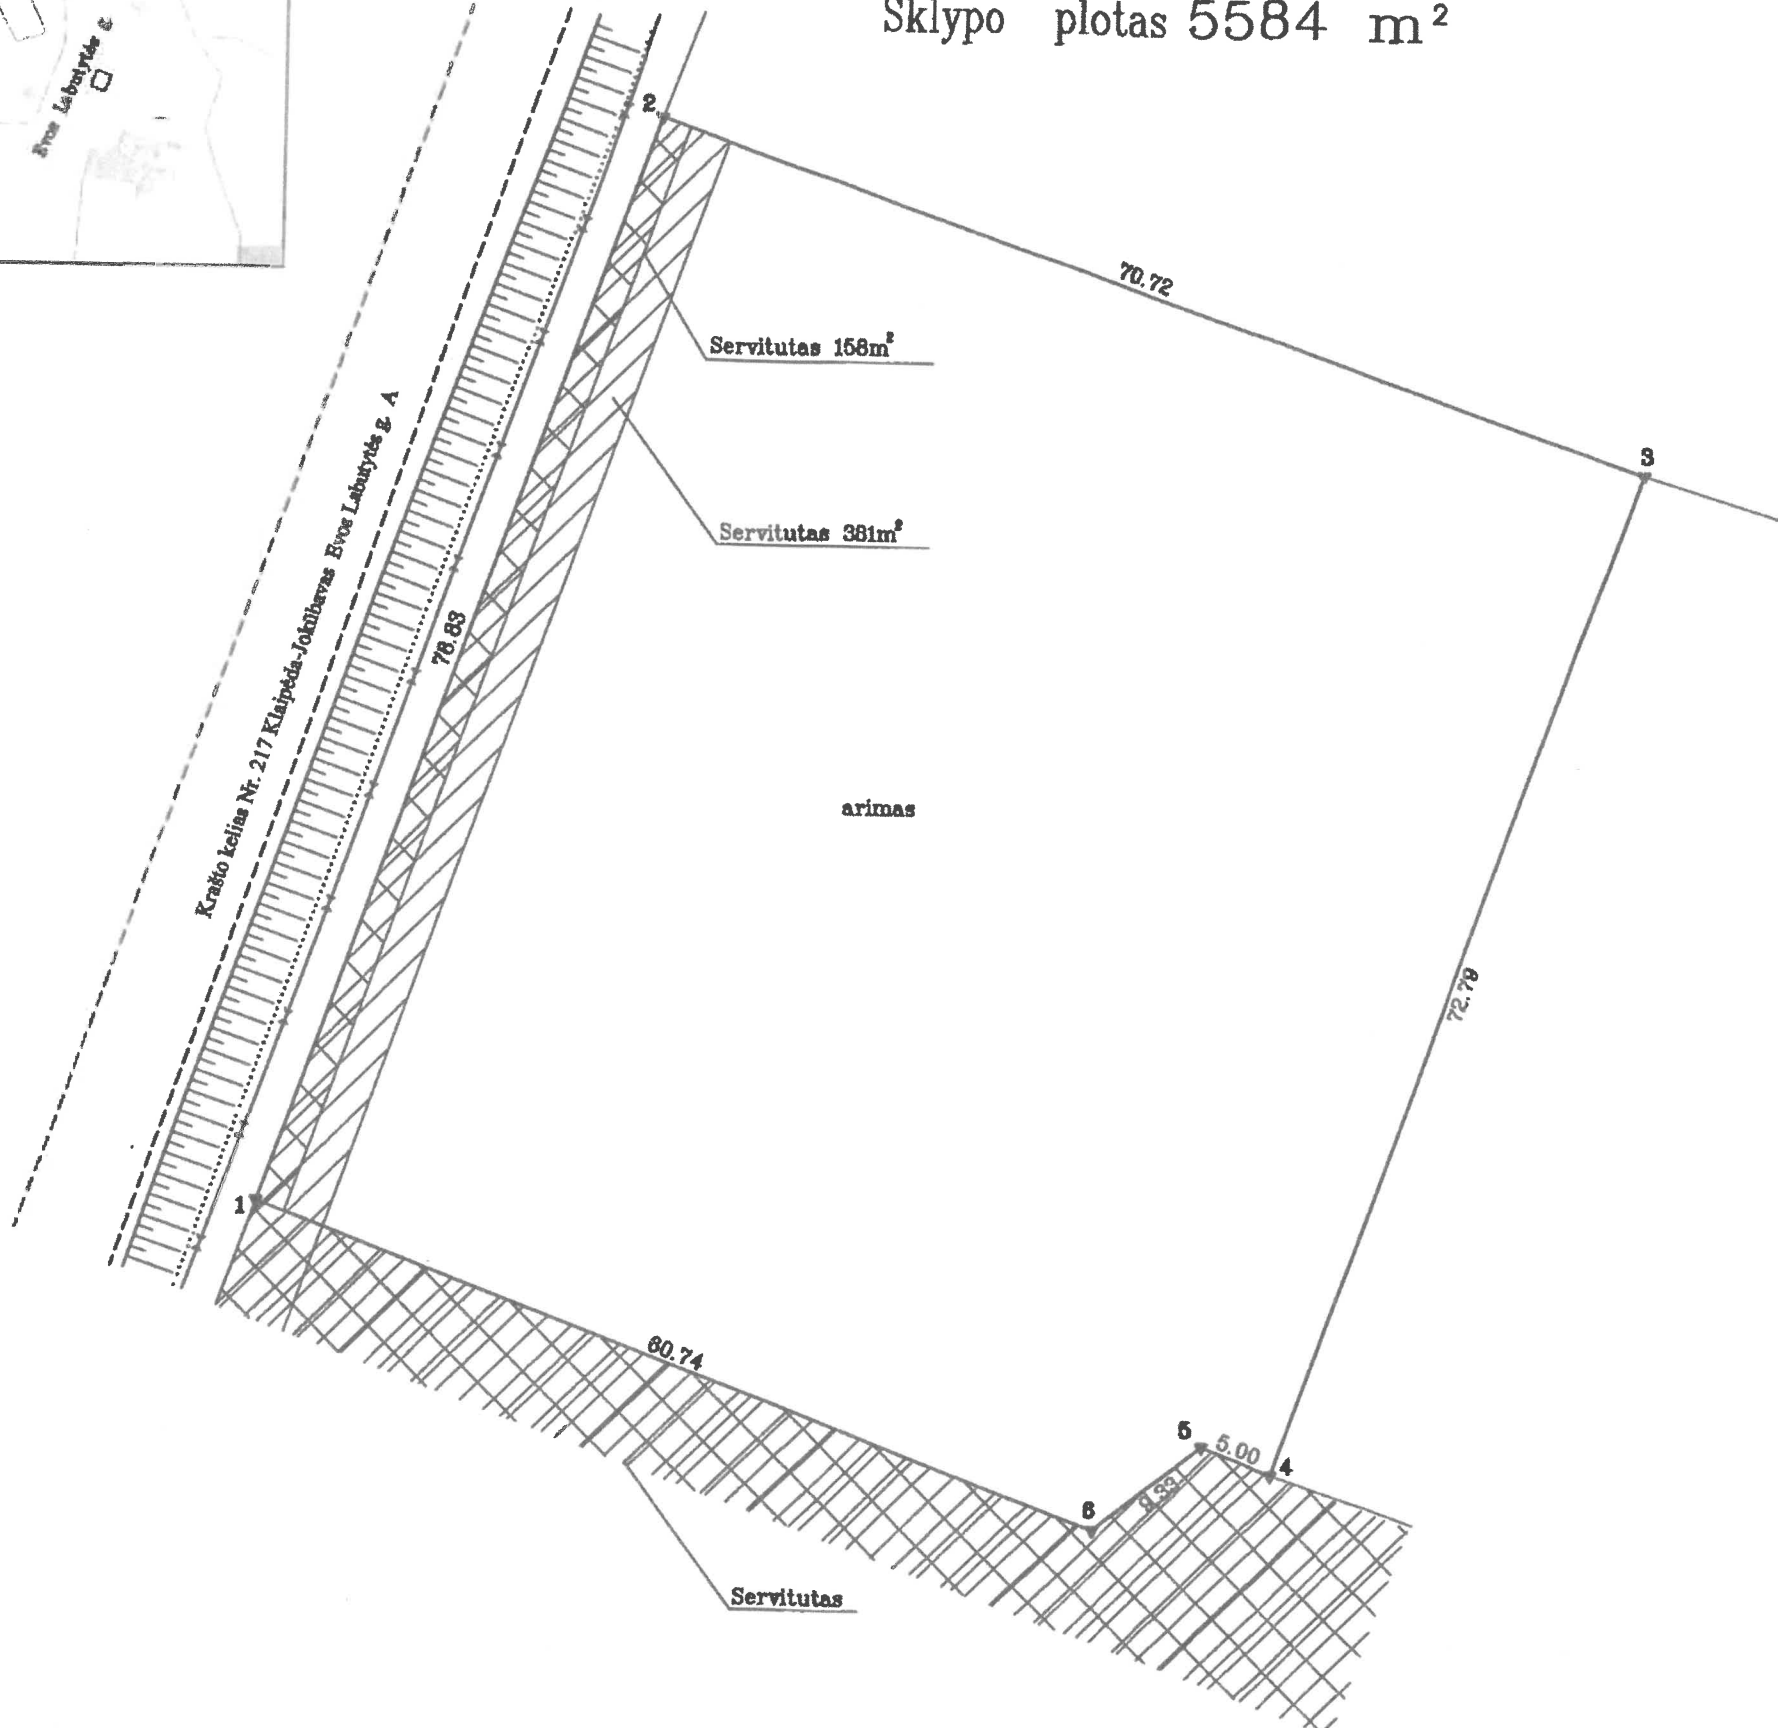 Sklypo plotas 5584 m²
Evos Labutytės g.
2
70.72
Servitutas 158m²
3
Servitutas 381m²
Krašto kelias Nr. 217 Klaipėda-Jokūbavas Evos Labutytės g. A
78.83
arimas
72.79
1
60.74
5
5.00
4
9.33
6
Servitutas